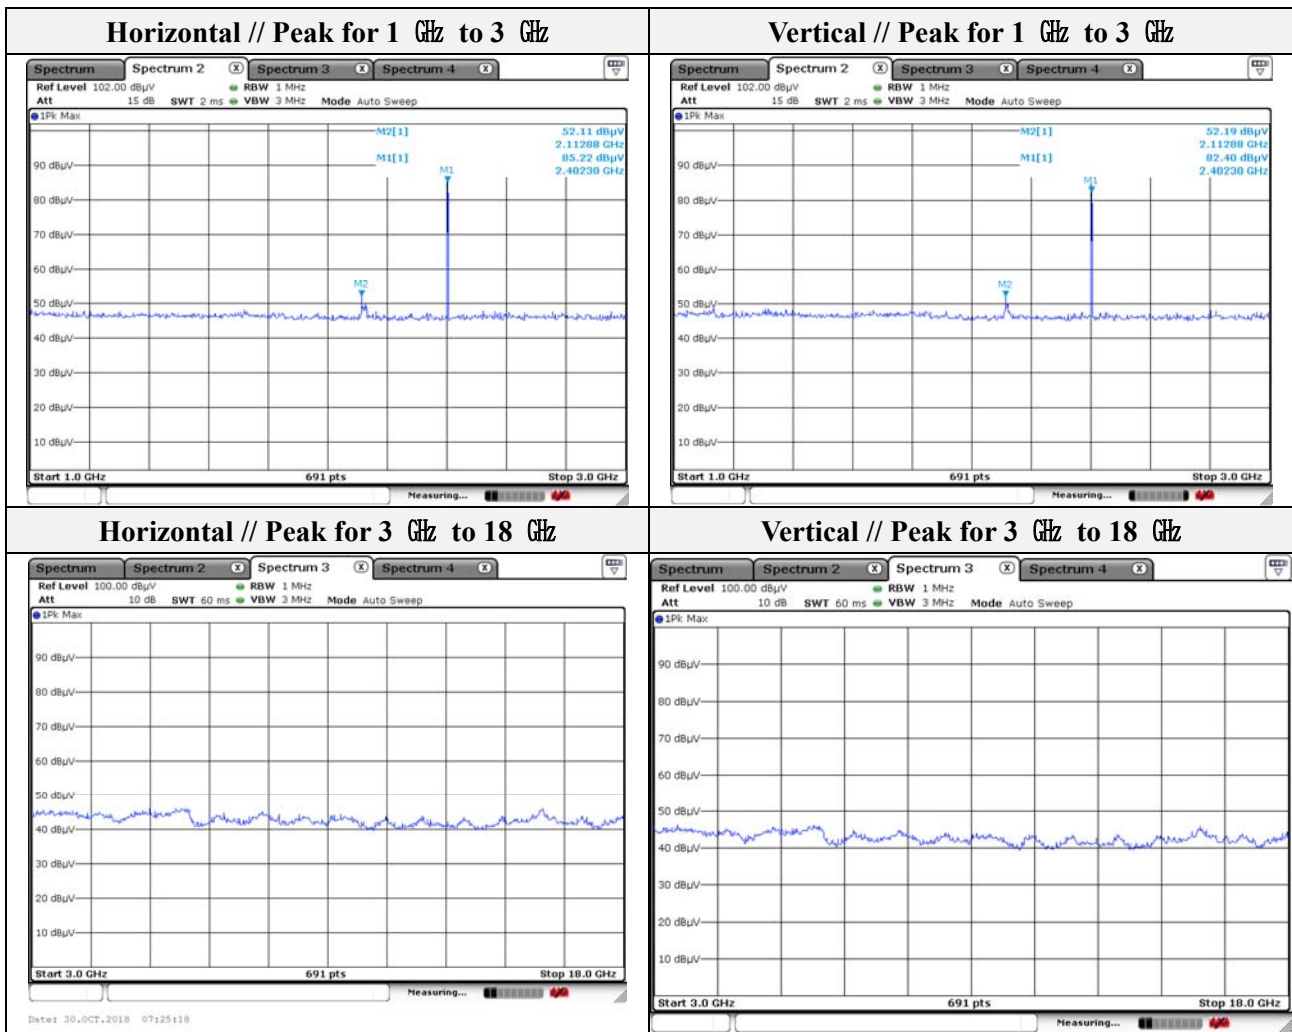 Horizontal // Peak for 1 ㎓ to 3 ㎓
Vertical // Peak for 1 ㎓ to 3 ㎓
Spectrum Spectrum 2 X Spectrum 3 X Spectrum 4 X
Ref Level 102.00 dBµV RBW 1 MHz
Att 15 dB SWT 2 ms VBW 3 MHz Mode Auto Sweep
1Pk Max
M2[1] 52.11 dBµV
2.11288 GHz
M1[1] 85.22 dBµV
2.40230 GHz
90 dBµV
M1
80 dBµV
70 dBµV
60 dBµV
M2
50 dBµV
40 dBµV
30 dBµV
20 dBµV
10 dBµV
Start 1.0 GHz 691 pts Stop 3.0 GHz
Measuring...
Spectrum Spectrum 2 X Spectrum 3 X Spectrum 4 X
Ref Level 102.00 dBµV RBW 1 MHz
Att 15 dB SWT 2 ms VBW 3 MHz Mode Auto Sweep
1Pk Max
M2[1] 52.19 dBµV
2.11288 GHz
M1[1] 82.40 dBµV
2.40230 GHz
90 dBµV
M1
80 dBµV
70 dBµV
60 dBµV
M2
50 dBµV
40 dBµV
30 dBµV
20 dBµV
10 dBµV
Start 1.0 GHz 691 pts Stop 3.0 GHz
Measuring...
Horizontal // Peak for 3 ㎓ to 18 ㎓
Vertical // Peak for 3 ㎓ to 18 ㎓
Spectrum Spectrum 2 X Spectrum 3 X Spectrum 4 X
Ref Level 100.00 dBµV RBW 1 MHz
Att 10 dB SWT 60 ms VBW 3 MHz Mode Auto Sweep
1Pk Max
90 dBµV
80 dBµV
70 dBµV
60 dBµV
50 dBµV
40 dBµV
30 dBµV
20 dBµV
10 dBµV
Start 3.0 GHz 691 pts Stop 18.0 GHz
Measuring...
Date: 30.OCT.2018 07:25:18
Spectrum Spectrum 2 X Spectrum 3 X Spectrum 4 X
Ref Level 100.00 dBµV RBW 1 MHz
Att 10 dB SWT 60 ms VBW 3 MHz Mode Auto Sweep
1Pk Max
90 dBµV
80 dBµV
70 dBµV
60 dBµV
50 dBµV
40 dBµV
30 dBµV
20 dBµV
10 dBµV
Start 3.0 GHz 691 pts Stop 18.0 GHz
Measuring...